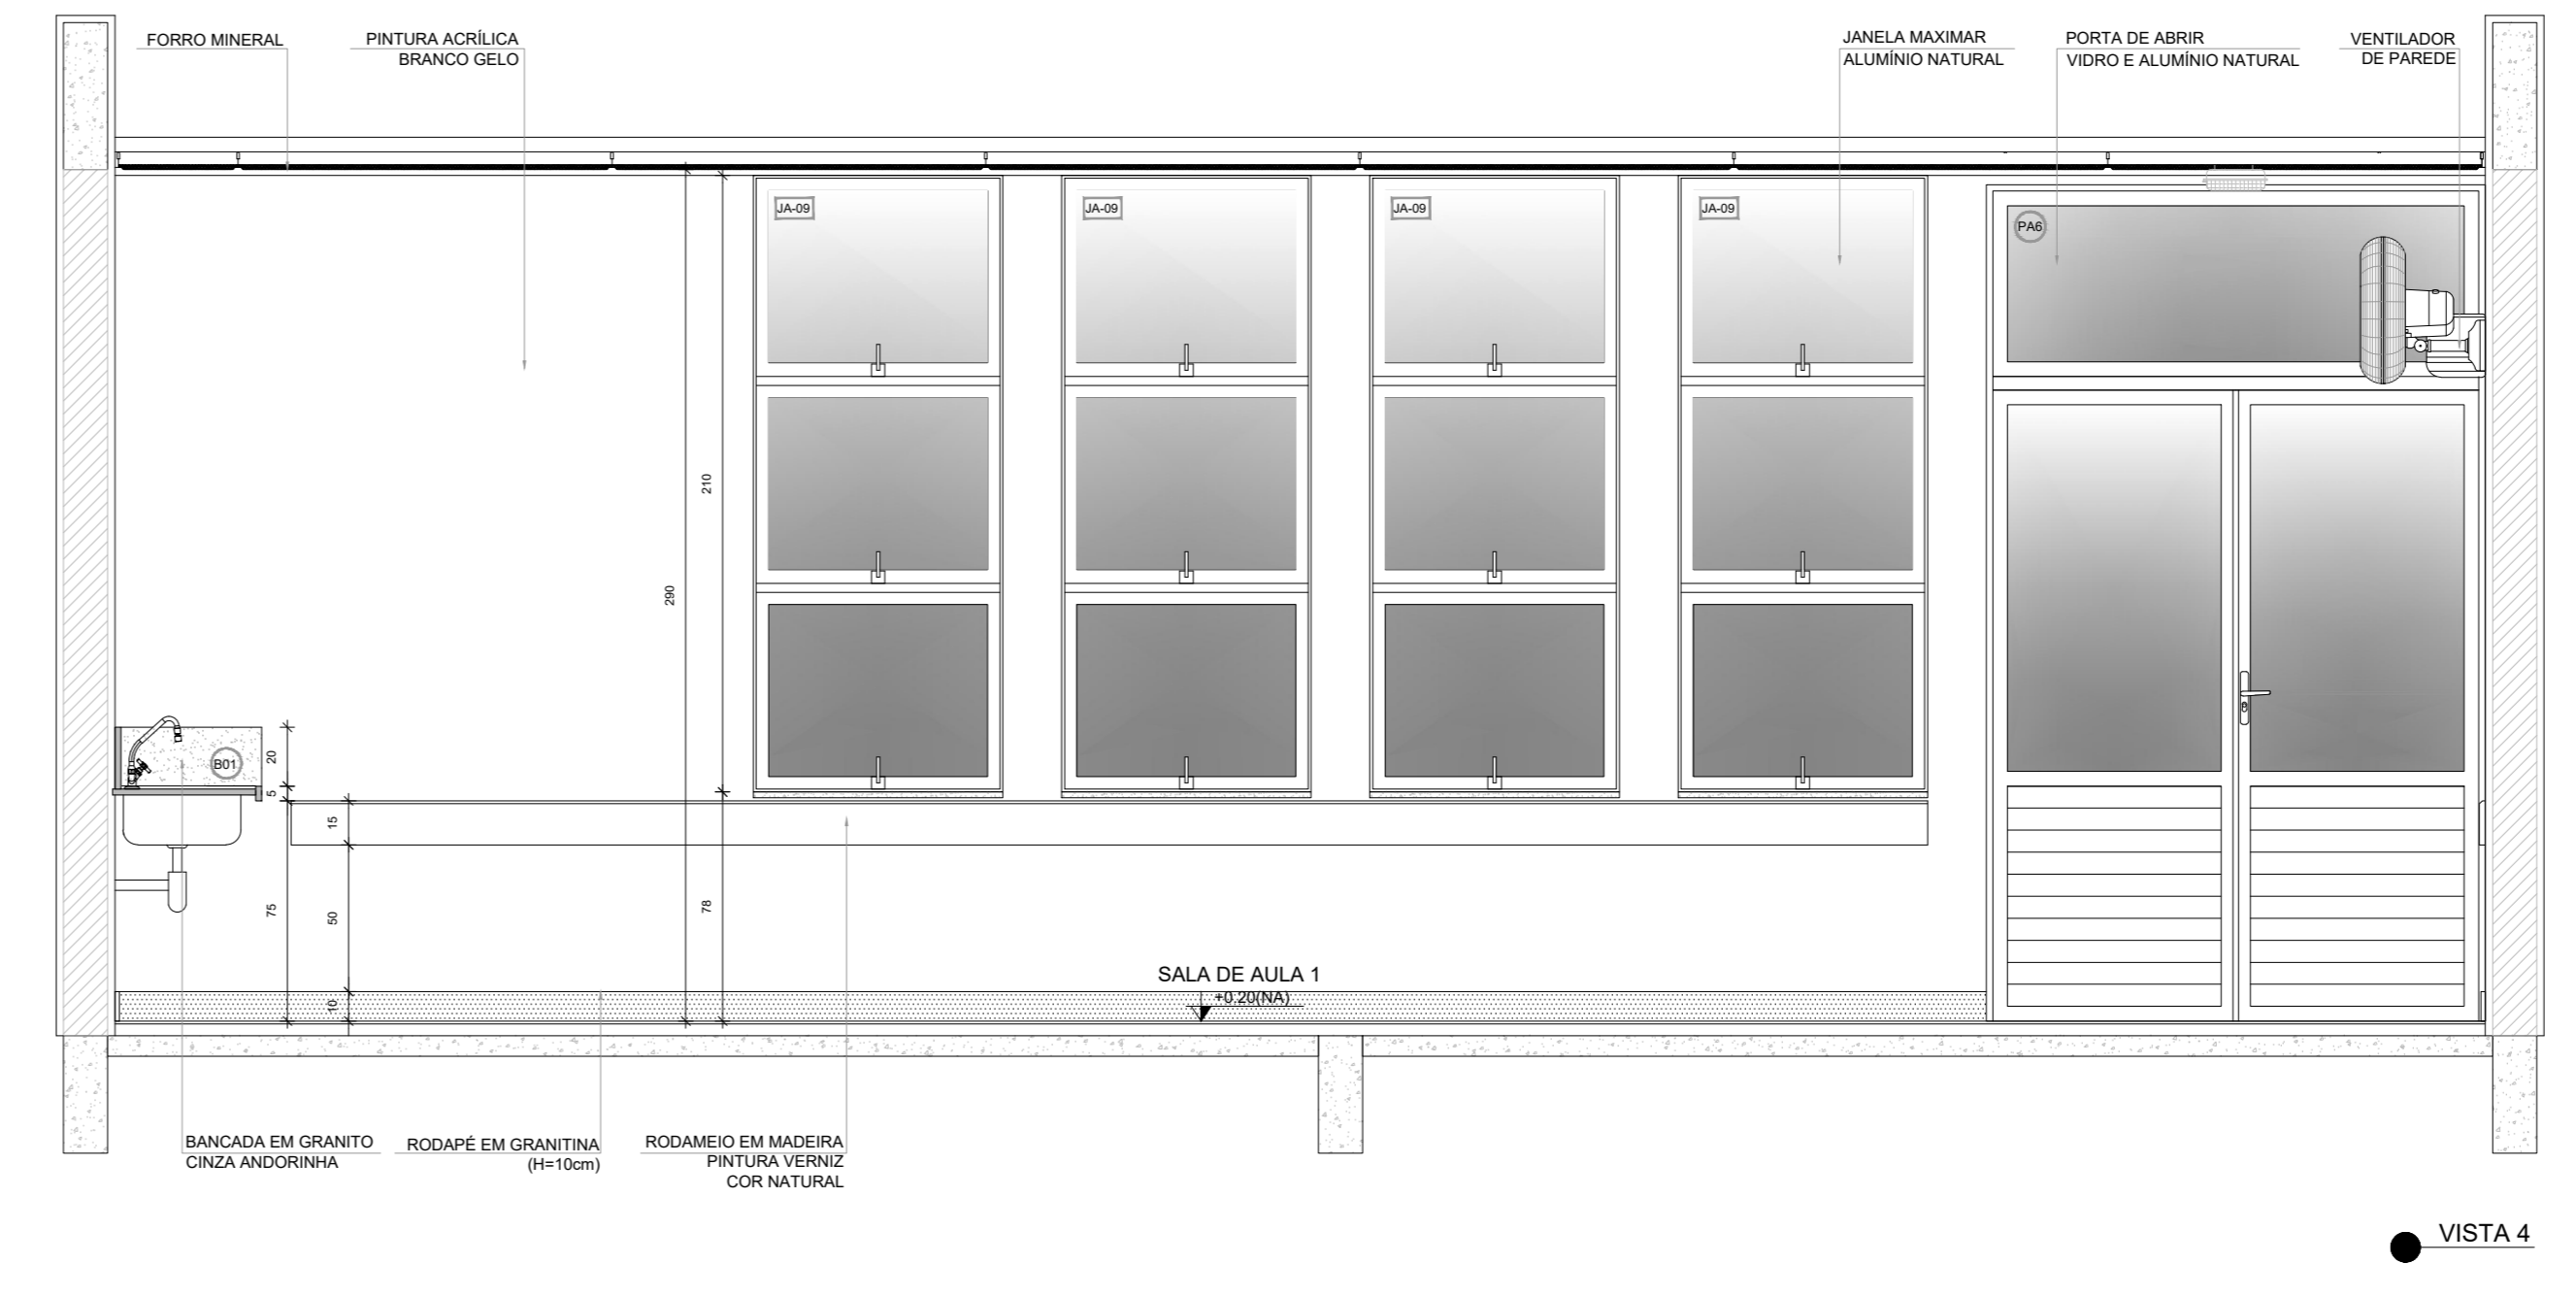 FORRO MINERAL
PINTURA ACRÍLICA
BRANCO GELO
JANELA MAXIMAR
ALUMÍNIO NATURAL
PORTA DE ABRIR
VIDRO E ALUMÍNIO NATURAL
VENTILADOR
DE PAREDE
JA-09
JA-09
JA-09
JA-09
PA6
210
290
B01
20
5
15
75
50
78
10
SALA DE AULA 1
+0.20(NA)
BANCADA EM GRANITO
CINZA ANDORINHA
RODAPÉ EM GRANITINA
(H=10cm)
RODAMEIO EM MADEIRA
PINTURA VERNIZ
COR NATURAL
VISTA 4